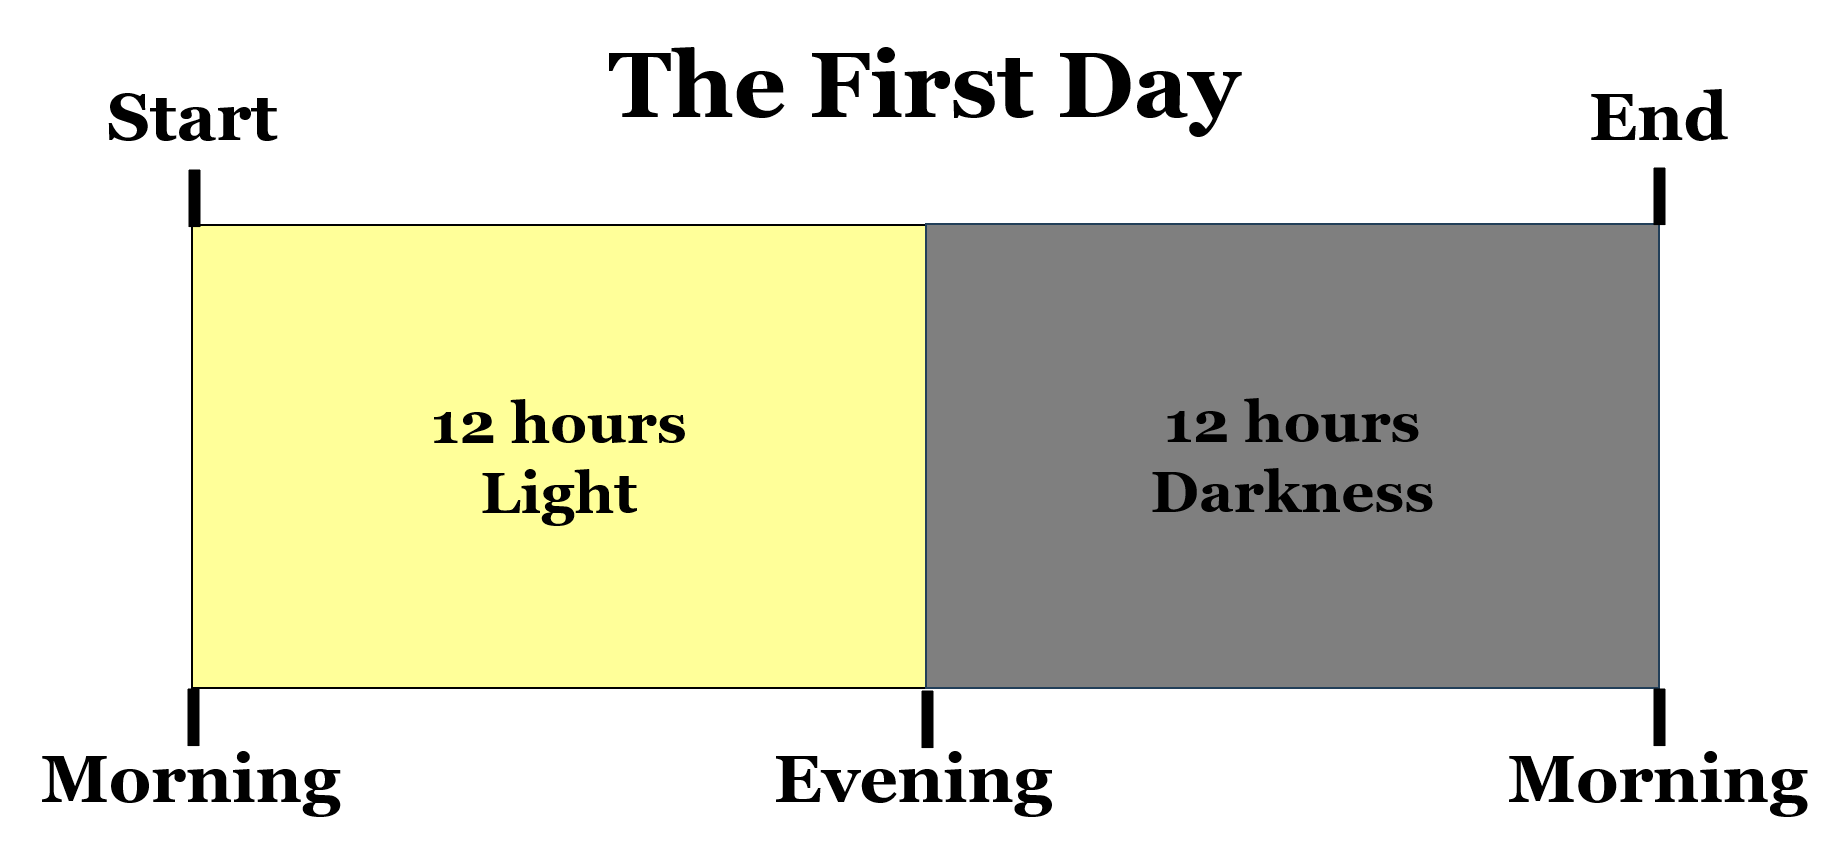 The First Day
Start
End
12 hours
Light
12 hours
Darkness
Morning
Evening
Morning